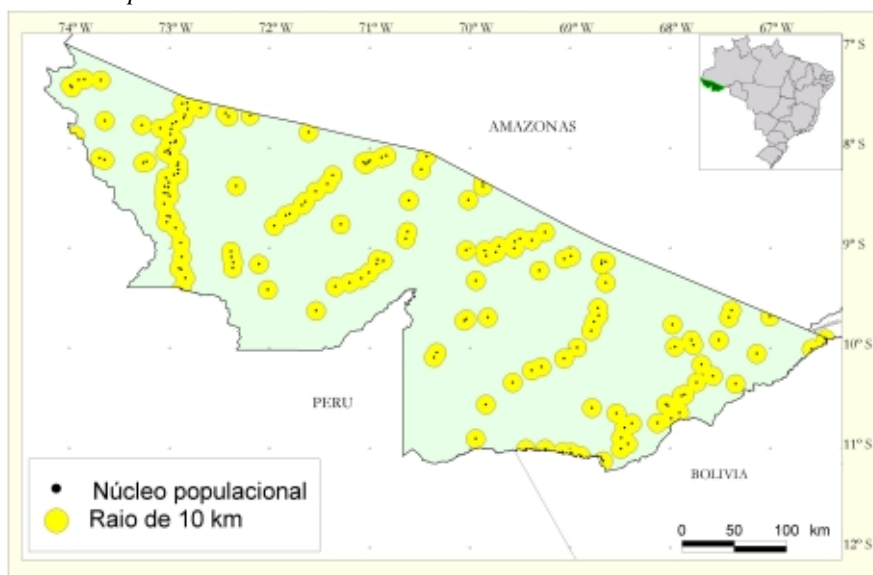 74° W 73° W 72° W 71° W 70° W 69° W 68° W 67° W
7° S
AMAZONAS
8° S
9° S
10° S
PERU
11° S
BOLIVIA
Núcleo populacional
Raio de 10 km
0 50 100 km
12° S